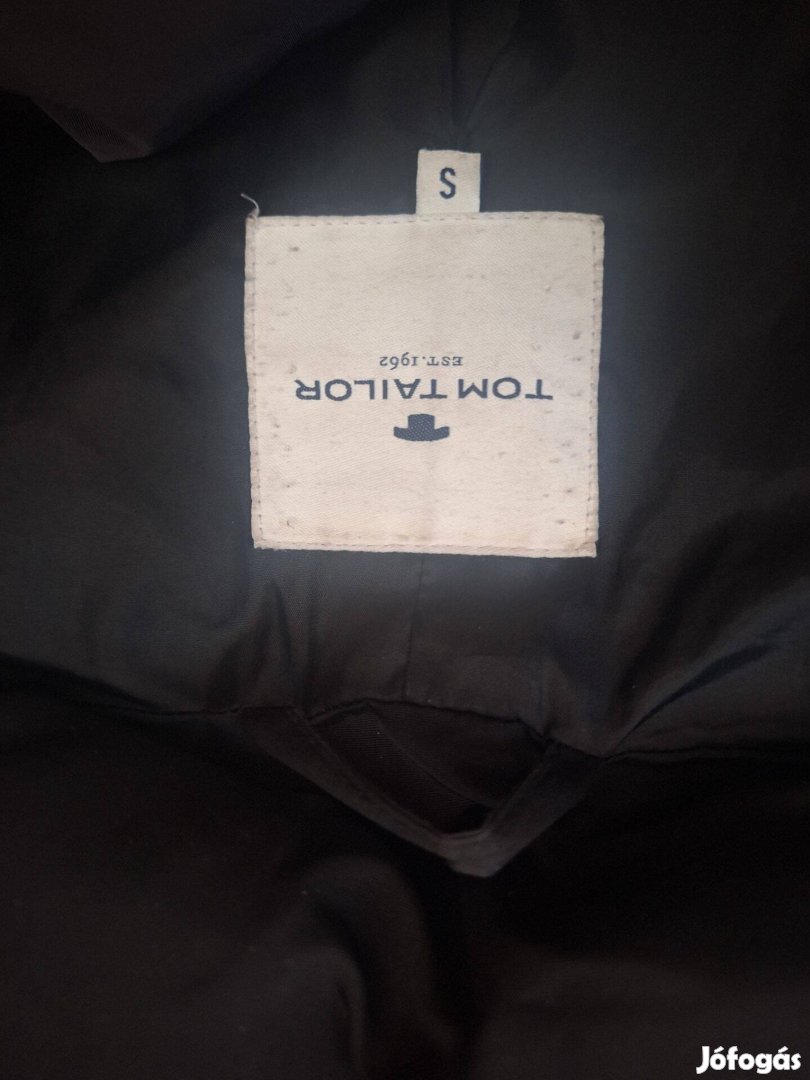 TOM TAILOR
EST. 1962
S
Jófogás